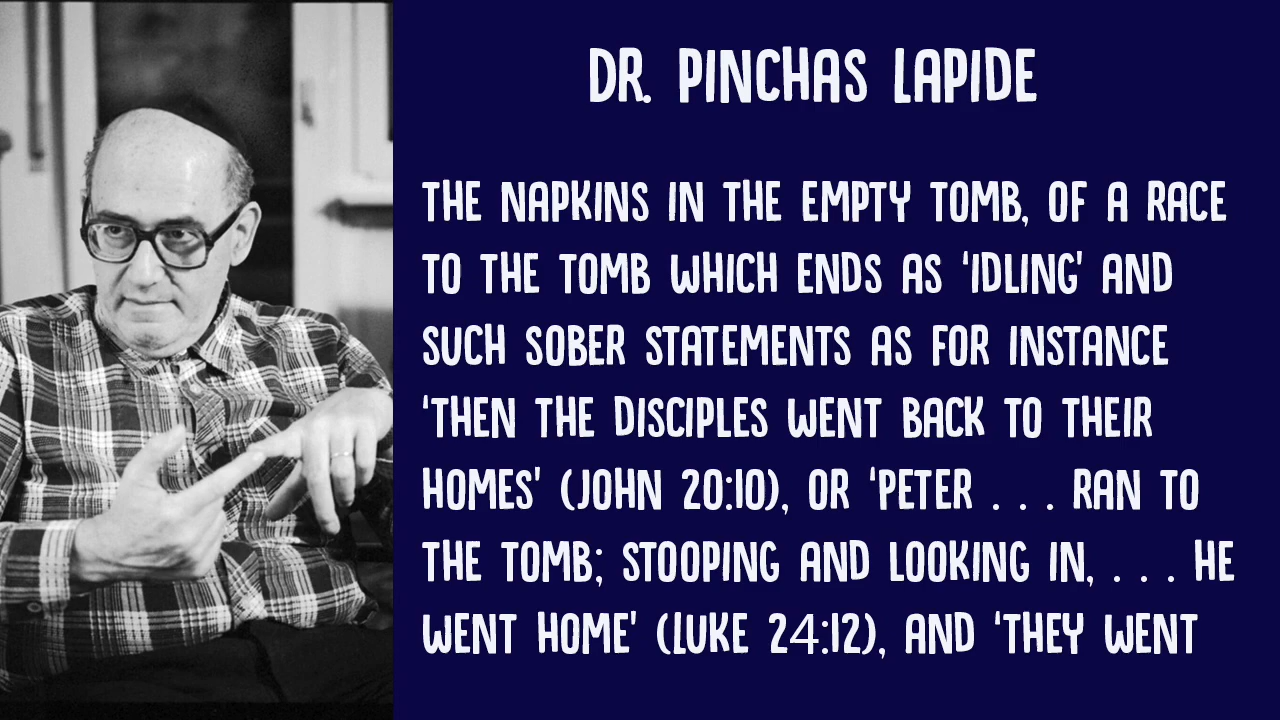 DR. PINCHAS LAPIDE
THE NAPKINS IN THE EMPTY TOMB, OF A RACE
TO THE TOMB WHICH ENDS AS ‘IDLING’ AND
SUCH SOBER STATEMENTS AS FOR INSTANCE
‘THEN THE DISCIPLES WENT BACK TO THEIR
HOMES’ (JOHN 20:10), OR ‘PETER . . . RAN TO
THE TOMB; STOOPING AND LOOKING IN, . . . HE
WENT HOME’ (LUKE 24:12), AND ‘THEY WENT